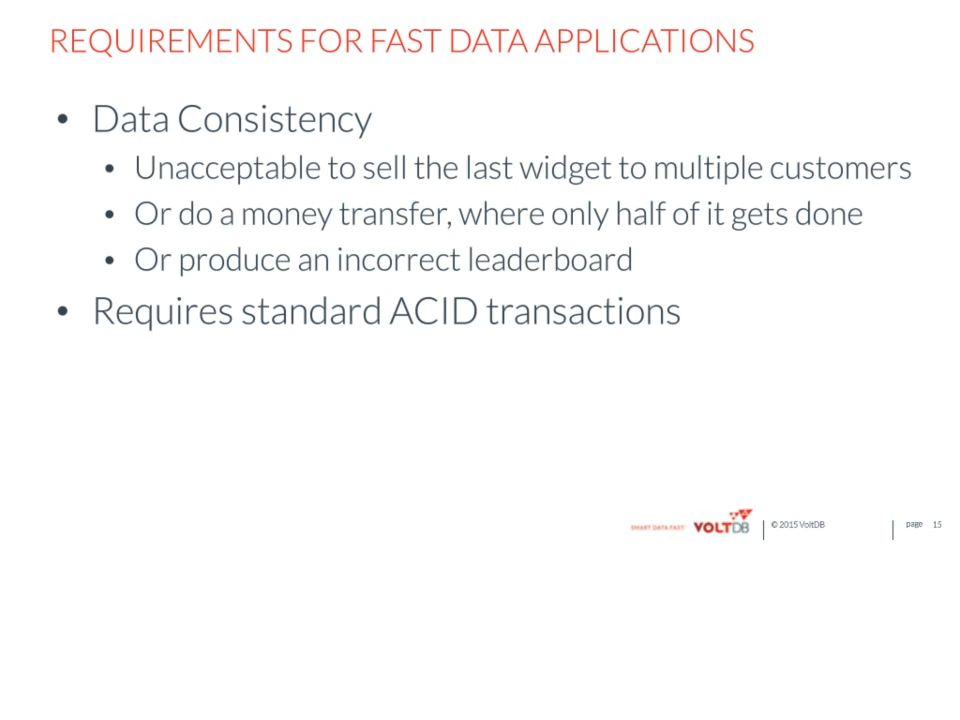 REQUIREMENTS FOR FAST DATA APPLICATIONS
• Data Consistency
• Unacceptable to sell the last widget to multiple customers
• Or do a money transfer, where only half of it gets done
• Or produce an incorrect leaderboard
• Requires standard ACID transactions
SMART DATA FAST VOLTDB © 2015 VoltDB page 15